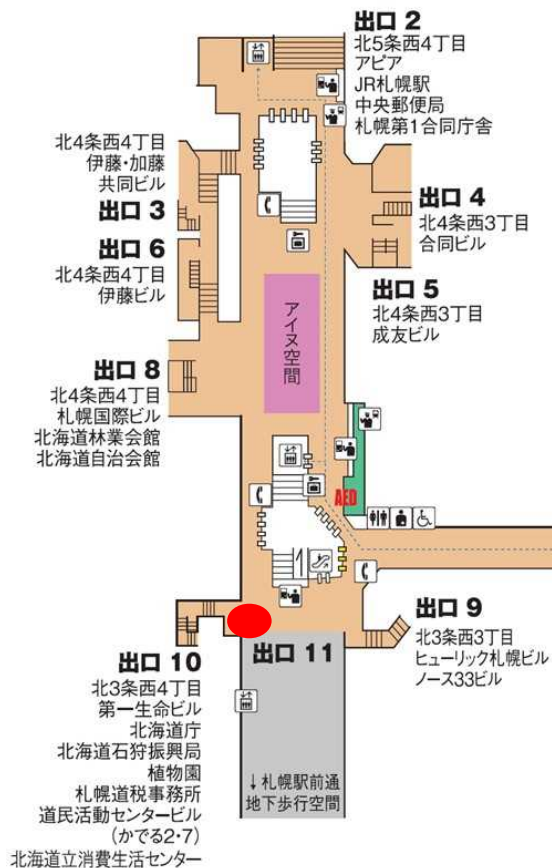 出口 2
北5条西4丁目
アピア
JR札幌駅
中央郵便局
札幌第1合同庁舎
北4条西4丁目
伊藤・加藤
共同ビル
出口 3
出口 4
北4条西3丁目
合同ビル
出口 6
北4条西4丁目
伊藤ビル
出口 5
北4条西3丁目
成友ビル
アイヌ空間
出口 8
北4条西4丁目
札幌国際ビル
北海道林業会館
北海道自治会館
AED
出口 9
北3条西3丁目
ヒューリック札幌ビル
ノース33ビル
出口 10
北3条西4丁目
第一生命ビル
北海道庁
北海道石狩振興局
植物園
札幌道税事務所
道民活動センタービル
(かでる2・7)
北海道立消費生活センター
出口 11
↓札幌駅前通
地下歩行空間